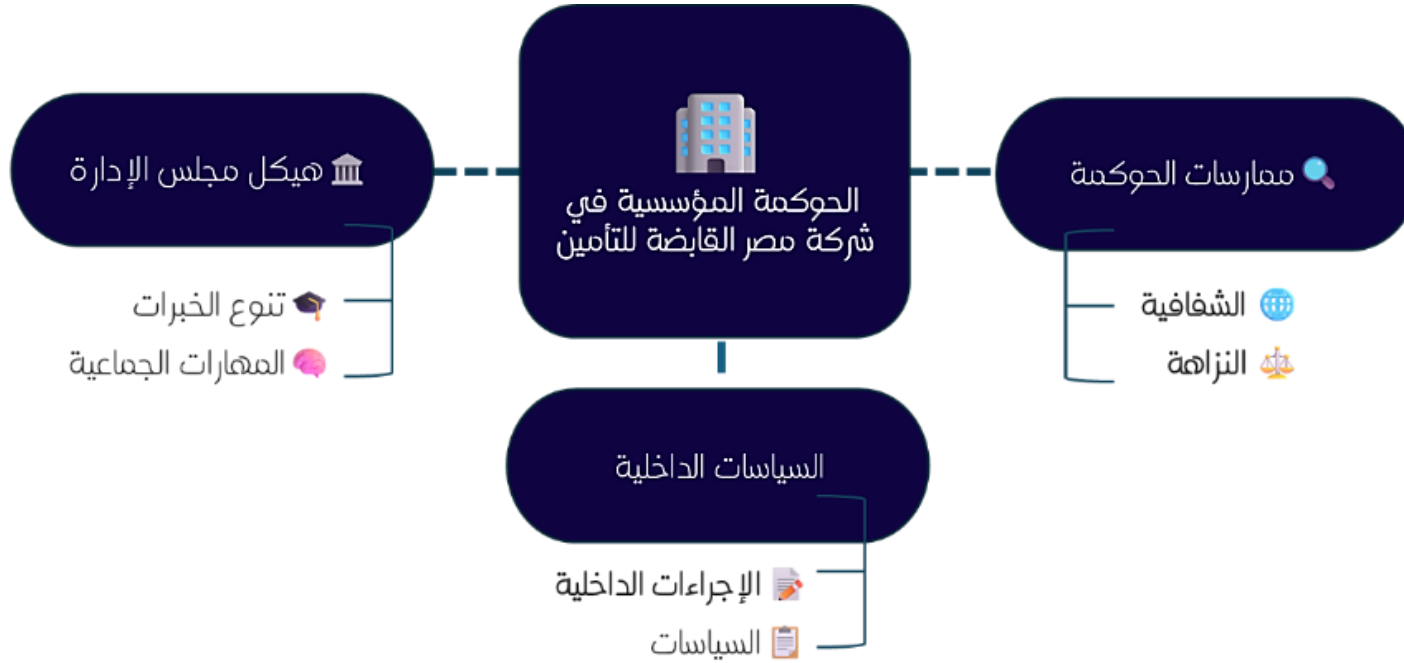 الحوكمة المؤسسية في
شركة مصر القابضة للتأمين
ممارسات الحوكمة
الشفافية
النزاهة
هيكل مجلس الإدارة
تنوع الخبرات
المهارات الجماعية
السياسات الداخلية
الإجراءات الداخلية
السياسات